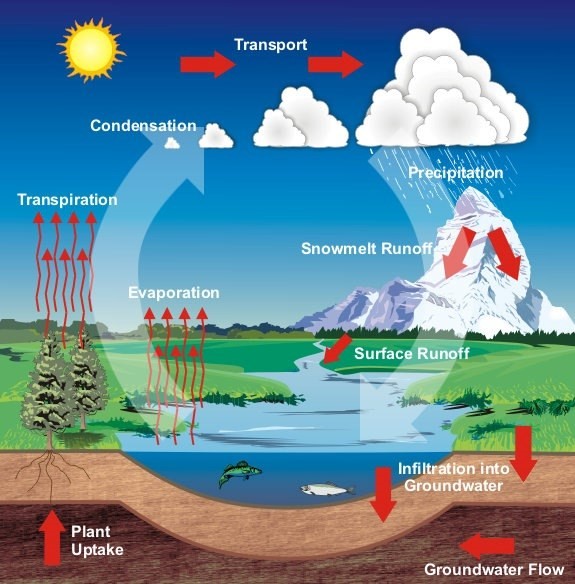 Transport
Condensation
Precipitation
Transpiration
Snowmelt Runoff
Evaporation
Surface Runoff
Infiltration into
Groundwater
Plant
Uptake
Groundwater Flow